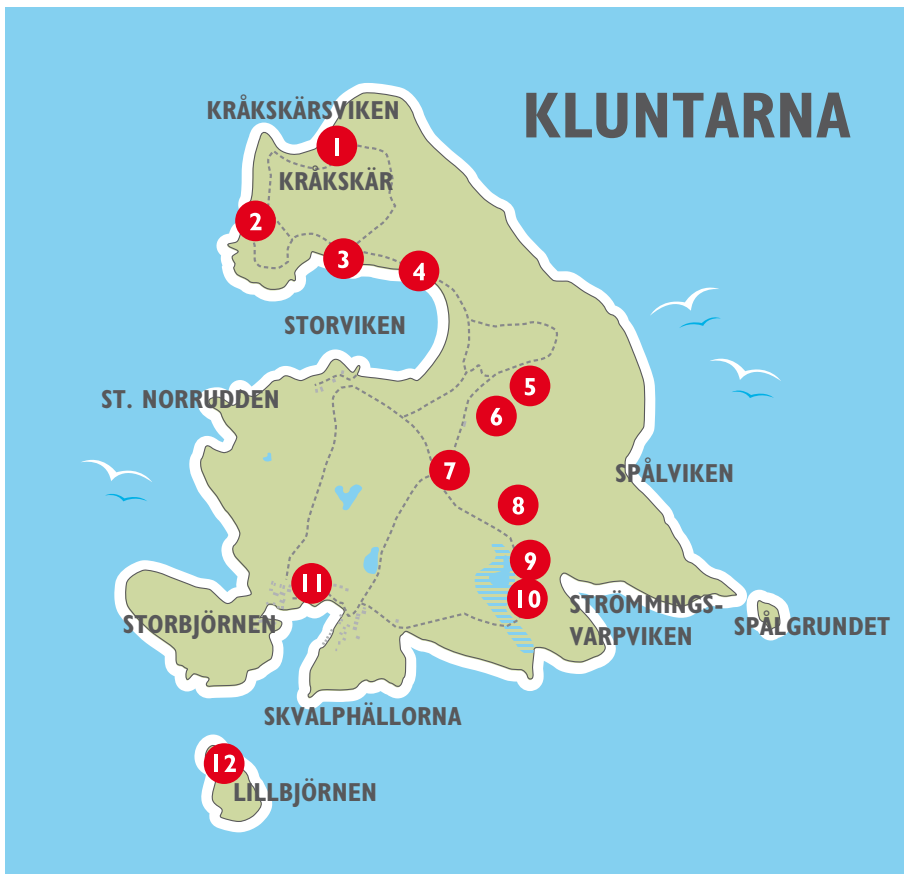 KLUNTARNA
KRÅKSKÄRSVIKEN
1
KRÅKSKÄR
2
3
4
STORVIKEN
5
ST. NORRUDDEN
6
7
SPÅLVIKEN
8
9
11
10
STRÖMMINGS-
VARPVIKEN
STORBJÖRNEN
SPÅLGRUNDET
SKVALPHÄLLORNA
12
LILLBJÖRNEN